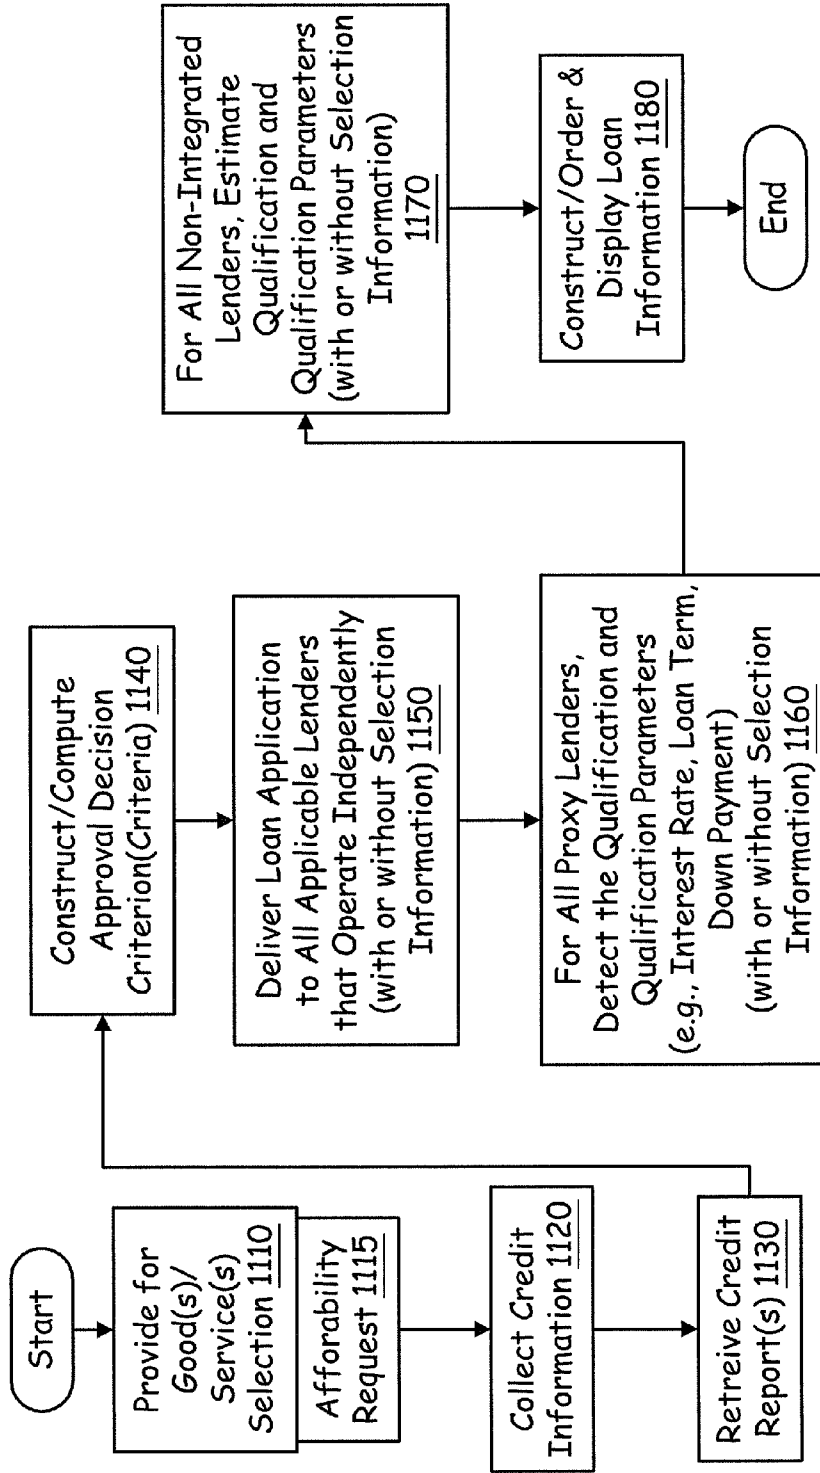 Start
Provide for
Good(s)/
Service(s)
Selection 1110
Afforability
Request 1115
Collect Credit
Information 1120
Retreive Credit
Report(s) 1130
Construct/Compute
Approval Decision
Criterion(Criteria) 1140
Deliver Loan Application
to All Applicable Lenders
that Operate Independently
(with or without Selection
Information) 1150
For All Proxy Lenders,
Detect the Qualification and
Qualification Parameters
(e.g., Interest Rate, Loan Term,
Down Payment)
(with or without Selection
Information) 1160
For All Non-Integrated
Lenders, Estimate
Qualification and
Qualification Parameters
(with or without Selection
Information)
1170
Construct/Order &
Display Loan
Information 1180
End